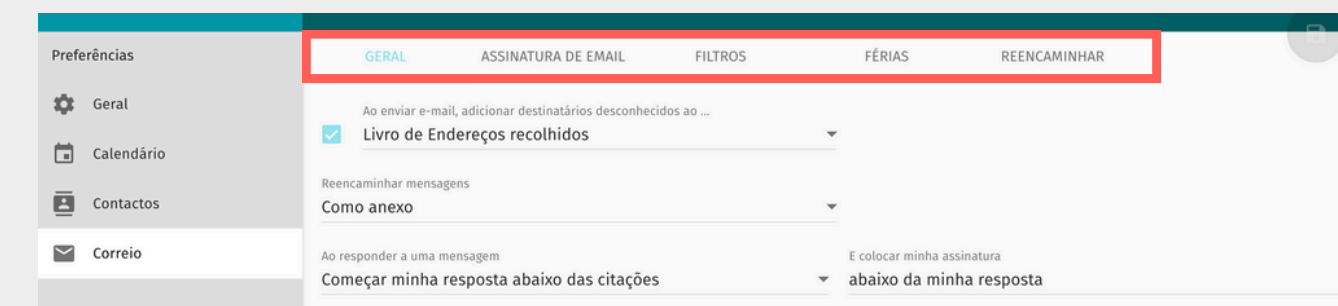 Preferências
Geral
Calendário
Contactos
Correio
GERAL ASSINATURA DE EMAIL FILTROS FÉRIAS REENCAMINHAR
Ao enviar e-mail, adicionar destinatários desconhecidos ao ...
Livro de Endereços recolhidos
Reencaminhar mensagens
Como anexo
Ao responder a uma mensagem
Começar minha resposta abaixo das citações
E colocar minha assinatura
abaixo da minha resposta